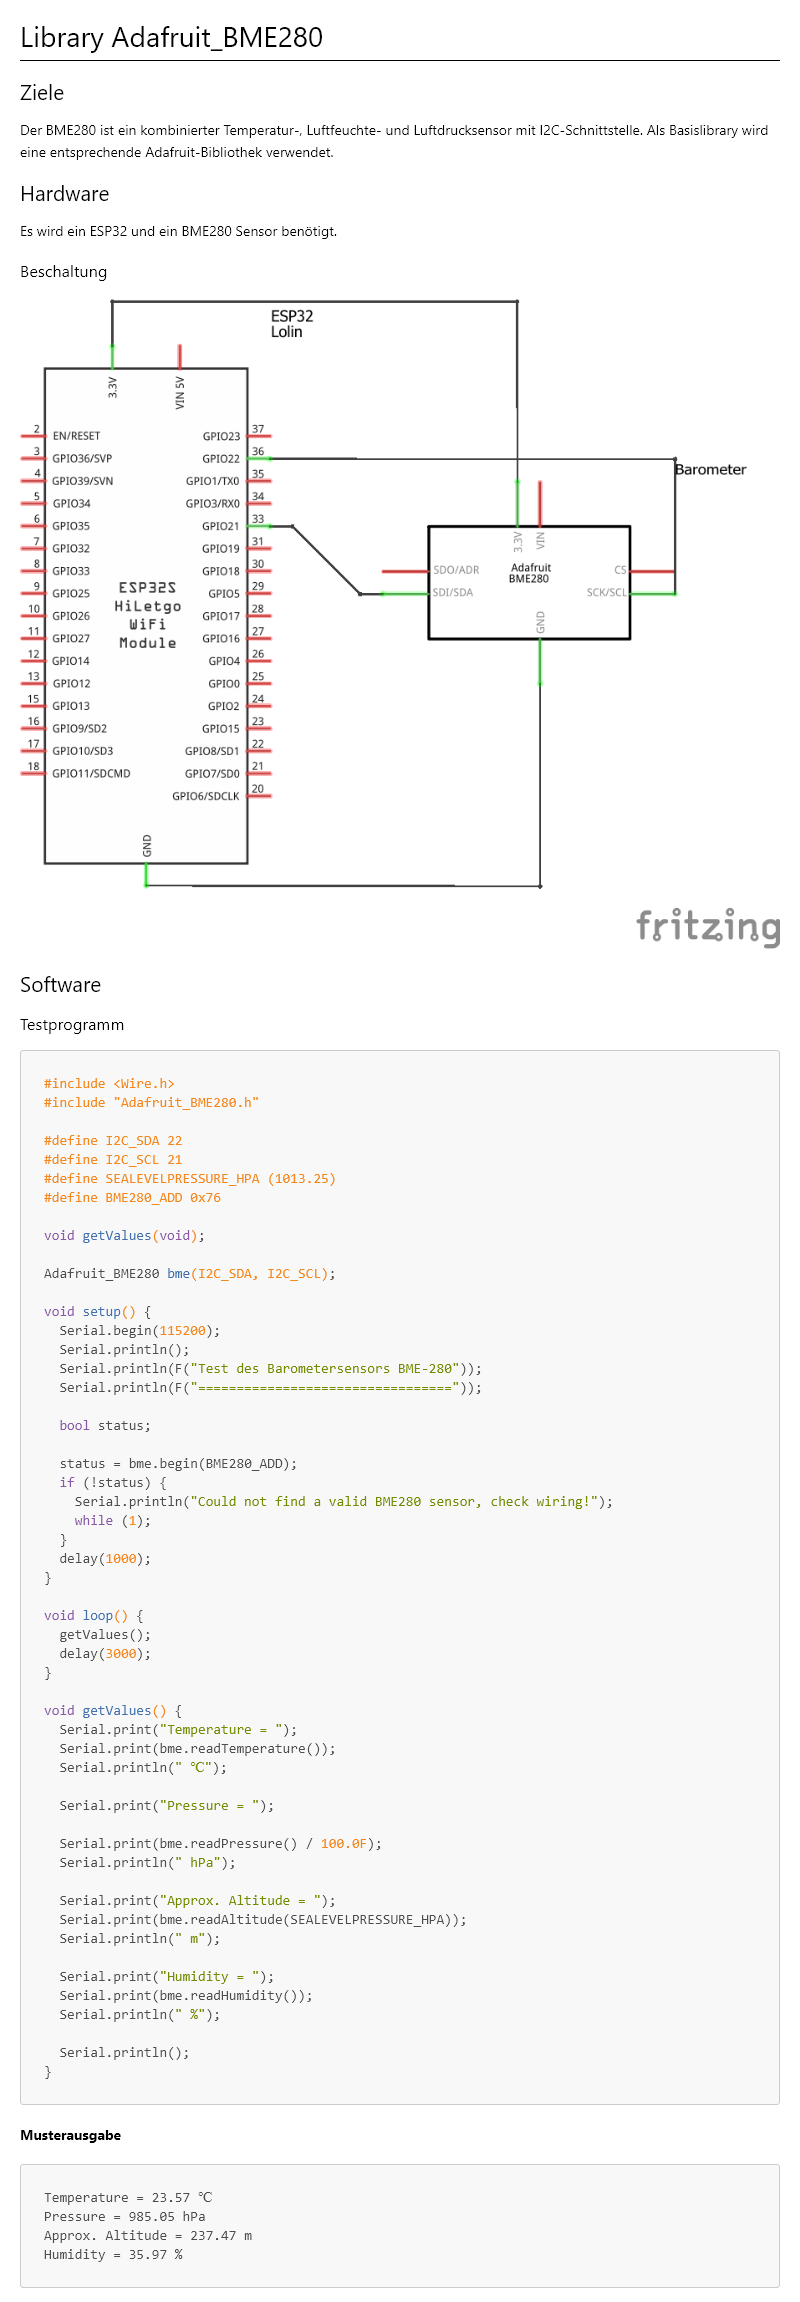 Library Adafruit_BME280
Ziele
Der BME280 ist ein kombinierter Temperatur-, Luftfeuchte- und Luftdrucksensor mit I2C-Schnittstelle. Als Basislibrary wird
eine entsprechende Adafruit-Bibliothek verwendet.
Hardware
Es wird ein ESP32 und ein BME280 Sensor benötigt.
Beschaltung
ESP32
Lolin
3.3V
VIN 5V
2 EN/RESET
3 GPIO36/SVP
4 GPIO39/SVN
5 GPIO34
6 GPIO35
7 GPIO32
8 GPIO33
9 GPIO25
10 GPIO26
11 GPIO27
12 GPIO14
13 GPIO12
15 GPIO13
16 GPIO9/SD2
17 GPIO10/SD3
18 GPIO11/SDCMD
ESP32S
HiLetgo
WiFi
Module
GPIO23 37
GPIO22 36
GPIO1/TX0 35
GPIO3/RX0 34
GPIO21 33
GPIO19 31
GPIO18 30
GPIO5 29
GPIO17 28
GPIO16 27
GPIO4 26
GPIO0 25
GPIO2 24
GPIO15 23
GPIO8/SD1 22
GPIO7/SD0 21
GPIO6/SDCLK 20
GND
Barometer
3.3V
VIN
Adafruit
BME280
SDO/ADR
SDI/SDA
CS
SCK/SCL
GND
fritzing
Software
Testprogramm
#include <Wire.h>
#include "Adafruit_BME280.h"
#define I2C_SDA 22
#define I2C_SCL 21
#define SEALEVELPRESSURE_HPA (1013.25)
#define BME280_ADD 0x76
void getValues(void);
Adafruit_BME280 bme(I2C_SDA, I2C_SCL);
void setup() {
  Serial.begin(115200);
  Serial.println();
  Serial.println(F("Test des Barometersensors BME-280"));
  Serial.println(F("================================="));
  bool status;
  status = bme.begin(BME280_ADD);
  if (!status) {
    Serial.println("Could not find a valid BME280 sensor, check wiring!");
    while (1);
  }
  delay(1000);
}
void loop() {
  getValues();
  delay(3000);
}
void getValues() {
  Serial.print("Temperature = ");
  Serial.print(bme.readTemperature());
  Serial.println(" ℃");
  Serial.print("Pressure = ");
  Serial.print(bme.readPressure() / 100.0F);
  Serial.println(" hPa");
  Serial.print("Approx. Altitude = ");
  Serial.print(bme.readAltitude(SEALEVELPRESSURE_HPA));
  Serial.println(" m");
  Serial.print("Humidity = ");
  Serial.print(bme.readHumidity());
  Serial.println(" %");
  Serial.println();
}
Musterausgabe
Temperature = 23.57 ℃
Pressure = 985.05 hPa
Approx. Altitude = 237.47 m
Humidity = 35.97 %